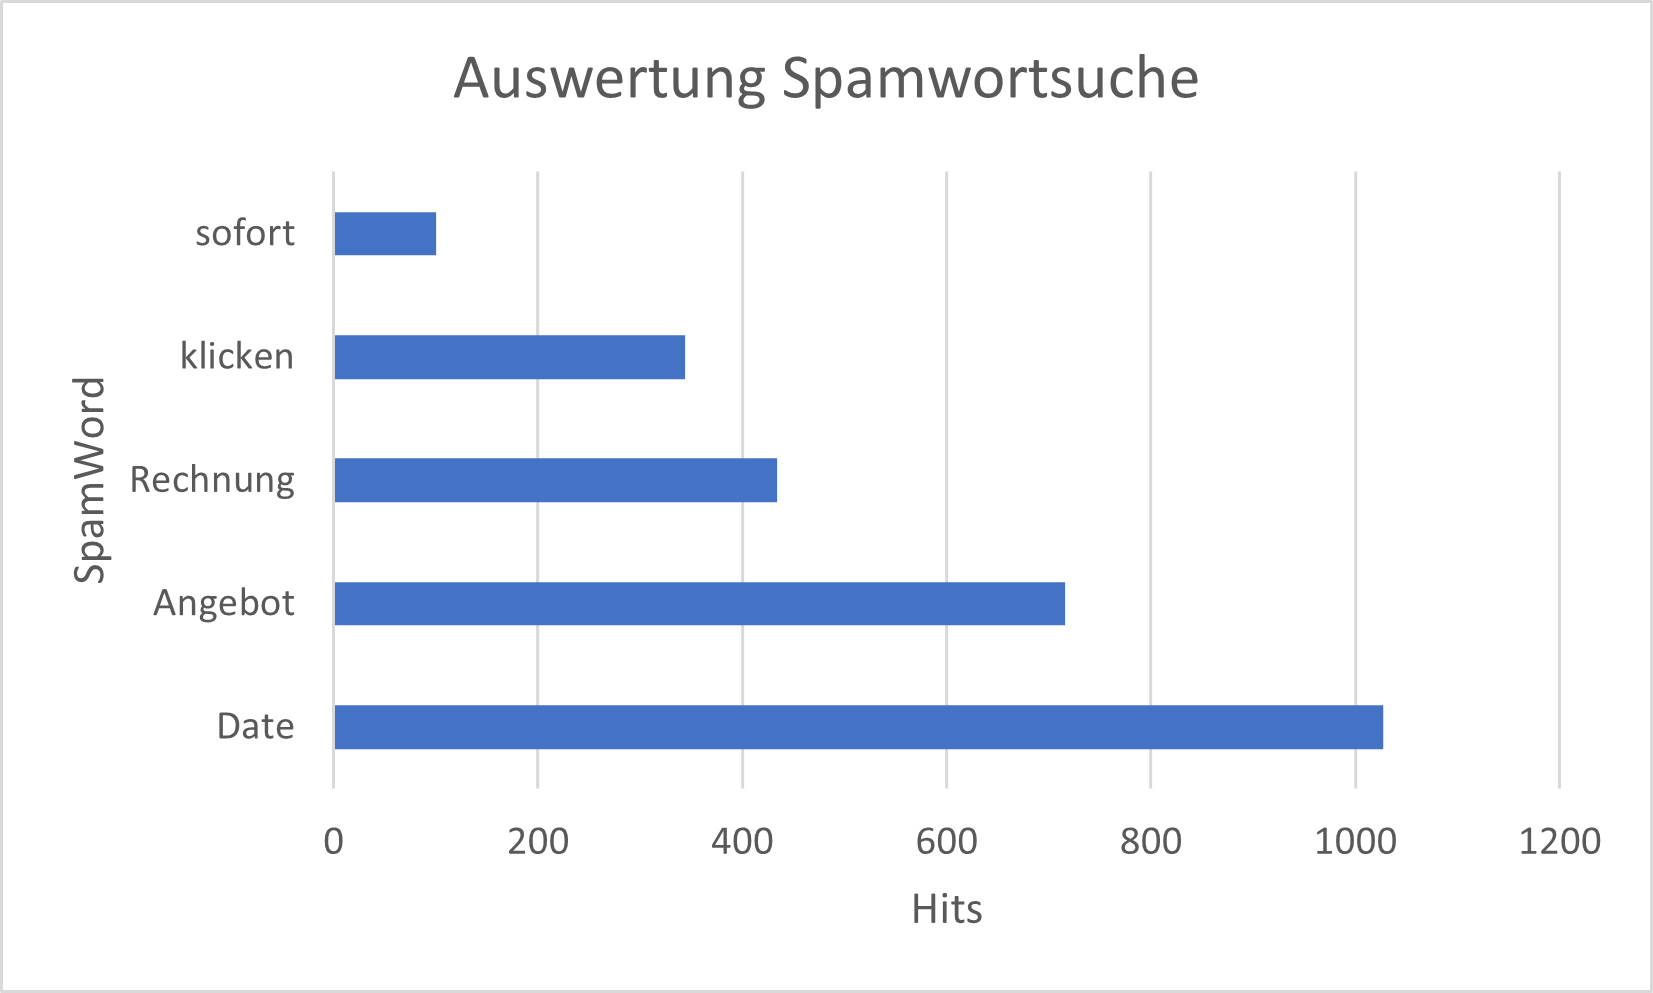 Auswertung Spamwortsuche
sofort
klicken
Rechnung
Angebot
Date
SpamWord
0 200 400 600 800 1000 1200
Hits